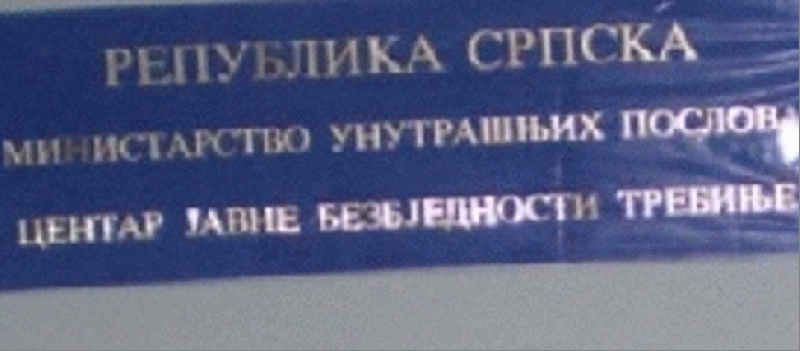 РЕПУБЛИКА СРПСКА
МИНИСТАРСТВО УНУТРАШЊИХ ПОСЛОВА
ЦЕНТАР ЈАВНЕ БЕЗБЈЕДНОСТИ ТРЕБИЊЕ